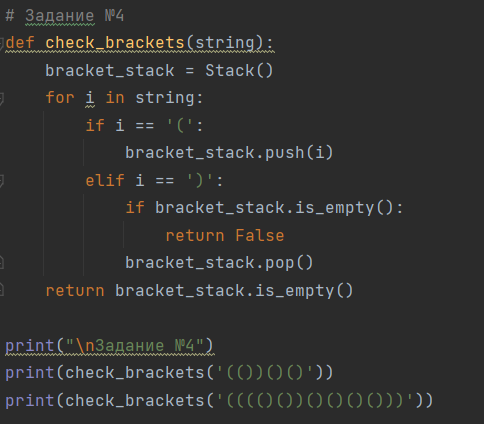 # Задание №4
def check_brackets(string):
    bracket_stack = Stack()
    for i in string:
        if i == '(':
            bracket_stack.push(i)
        elif i == ')':
            if bracket_stack.is_empty():
                return False
            bracket_stack.pop()
    return bracket_stack.is_empty()
print("\nЗадание №4")
print(check_brackets('(())()()'))
print(check_brackets('(((()())()()()()))'))